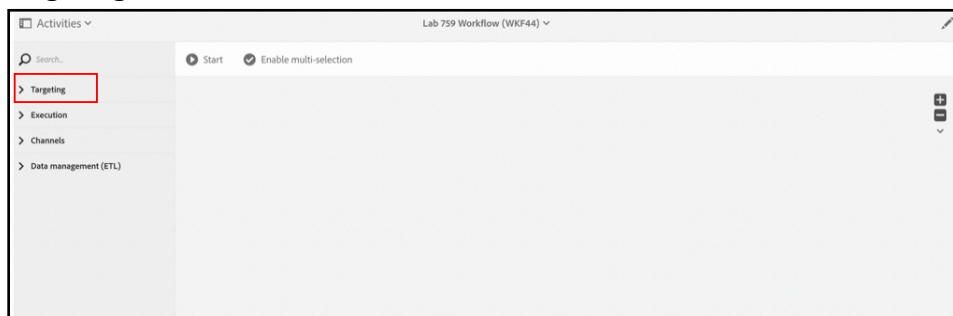 Activities
Lab 759 Workflow (WKF44)
Search..
Start
Enable multi-selection
Targeting
Execution
Channels
Data management (ETL)